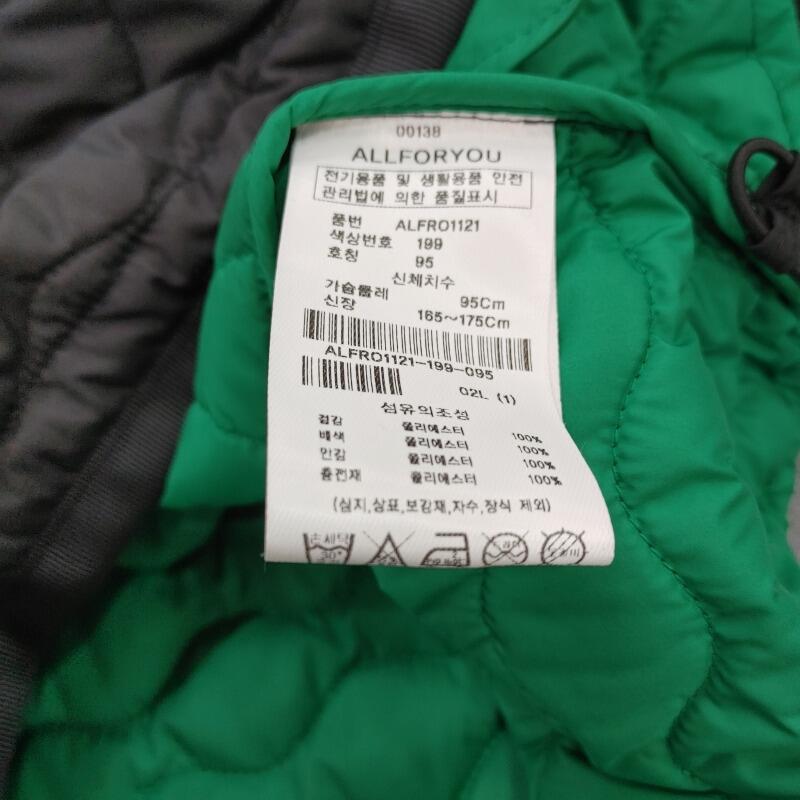 00138
ALLFORYOU
전기용품 및 생활용품 안전
관리법에 의한 품질표시
품번 ALFRO1121
색상번호 199
호칭 95
신체치수
가슴둘레 95Cm
신장 165~175Cm
ALFRO1121-199-095
02L (1)
섬유의조성
겉감 폴리에스터 100%
배색 폴리에스터 100%
안감 폴리에스터 100%
충전재 폴리에스터 100%
(심지,상표,보강재,자수,장식 제외)
손세탁
30°